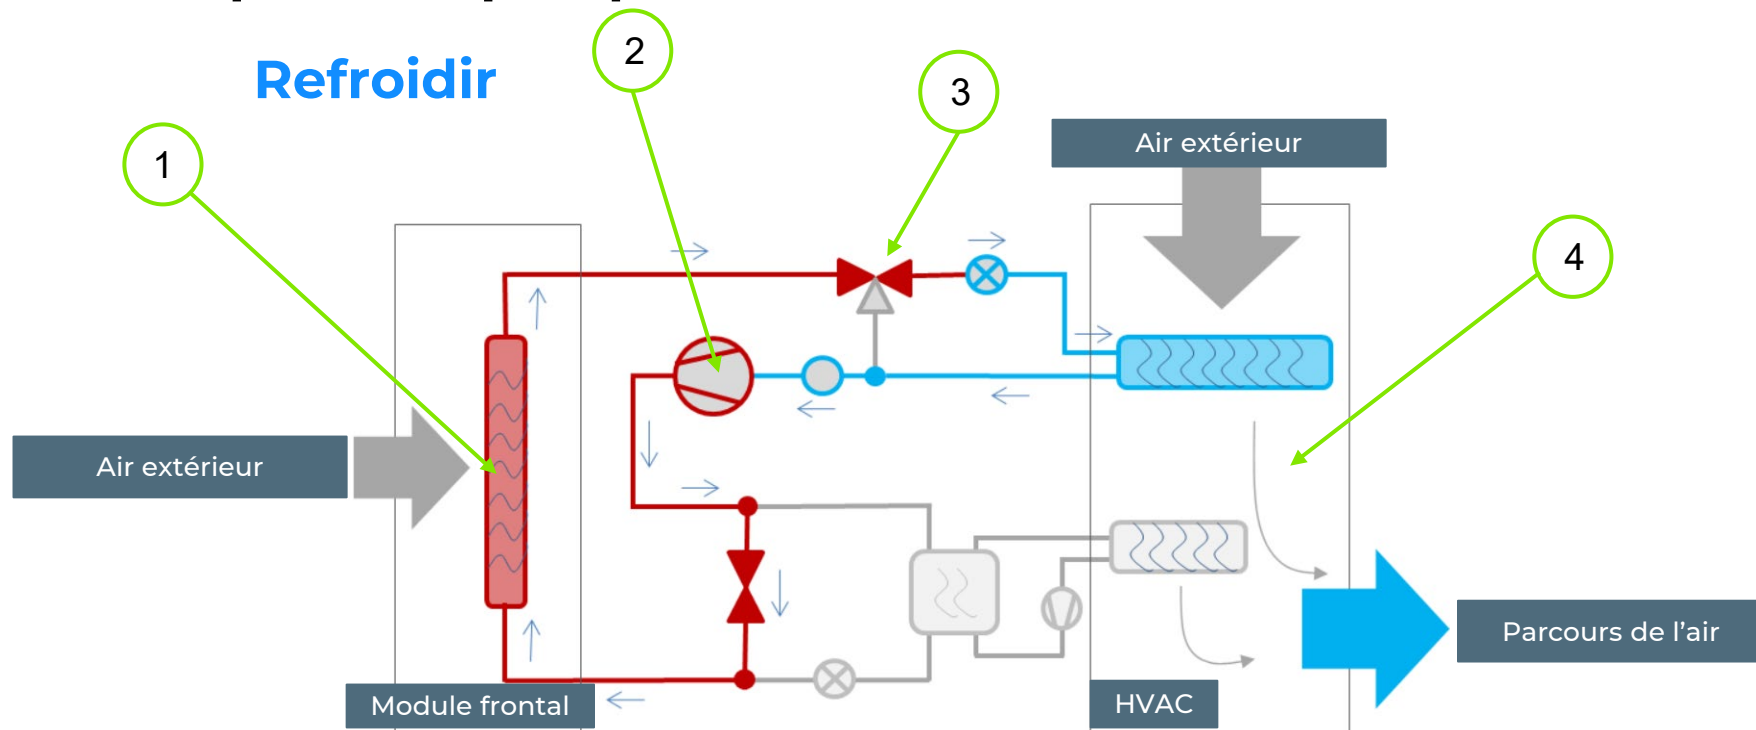 Refroidir
1
2
3
4
Air extérieur
Air extérieur
Module frontal
HVAC
Parcours de l’air